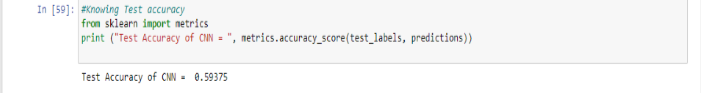 In [59]: #Knowing Test accuracy
from sklearn import metrics
print ("Test Accuracy of CNN = ", metrics.accuracy_score(test_labels, predictions))
Test Accuracy of CNN =  0.59375